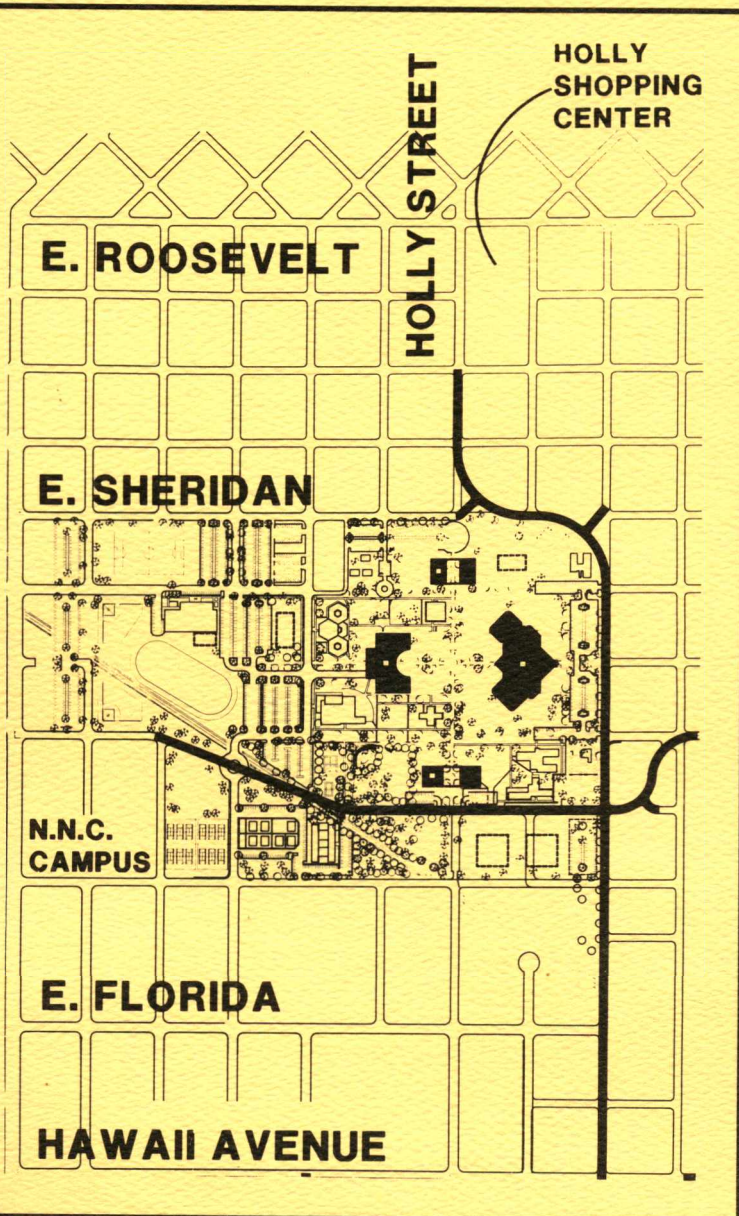 HOLLY
SHOPPING
CENTER
HOLLY STREET
E. ROOSEVELT
E. SHERIDAN
N.N.C.
CAMPUS
E. FLORIDA
HAWAII AVENUE